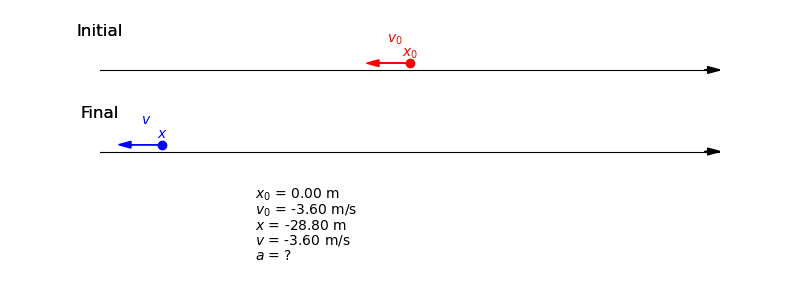 Initial
v₀
x₀
Final
v
x
x₀ = 0.00 m
v₀ = -3.60 m/s
x = -28.80 m
v = -3.60 m/s
a = ?